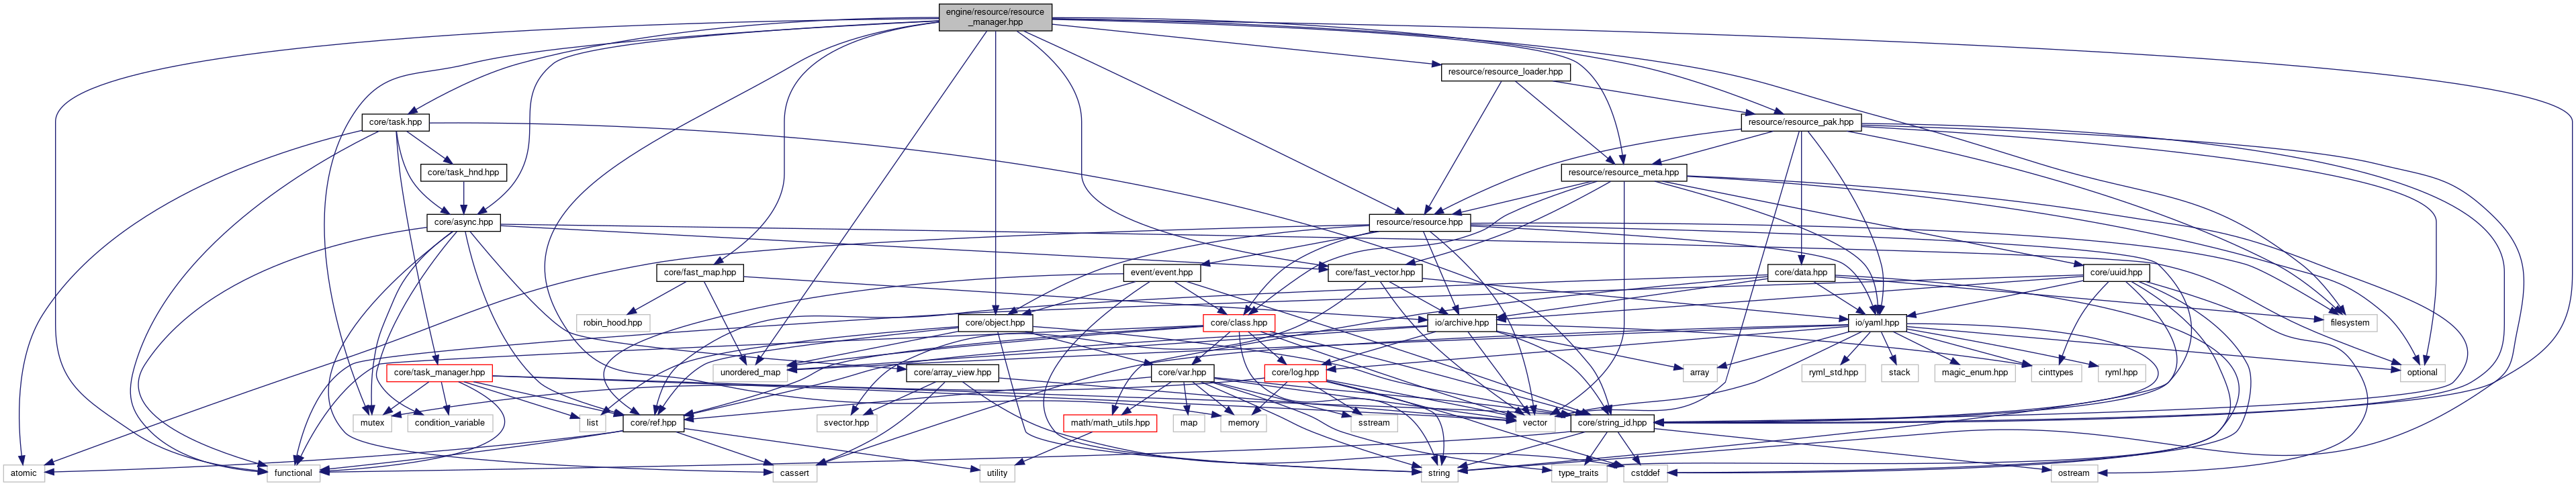 engine/resource/resource
_manager.hpp
resource/resource_loader.hpp
core/task.hpp
resource/resource_pak.hpp
core/task_hnd.hpp
resource/resource_meta.hpp
core/async.hpp
resource/resource.hpp
core/fast_map.hpp
event/event.hpp
core/fast_vector.hpp
core/data.hpp
core/uuid.hpp
robin_hood.hpp
core/object.hpp
core/class.hpp
io/archive.hpp
io/yaml.hpp
filesystem
core/task_manager.hpp
unordered_map
core/array_view.hpp
core/var.hpp
core/log.hpp
array
ryml_std.hpp
stack
magic_enum.hpp
cinttypes
ryml.hpp
optional
mutex
condition_variable
list
core/ref.hpp
svector.hpp
math/math_utils.hpp
map
memory
sstream
vector
core/string_id.hpp
atomic
functional
cassert
utility
string
type_traits
cstddef
ostream